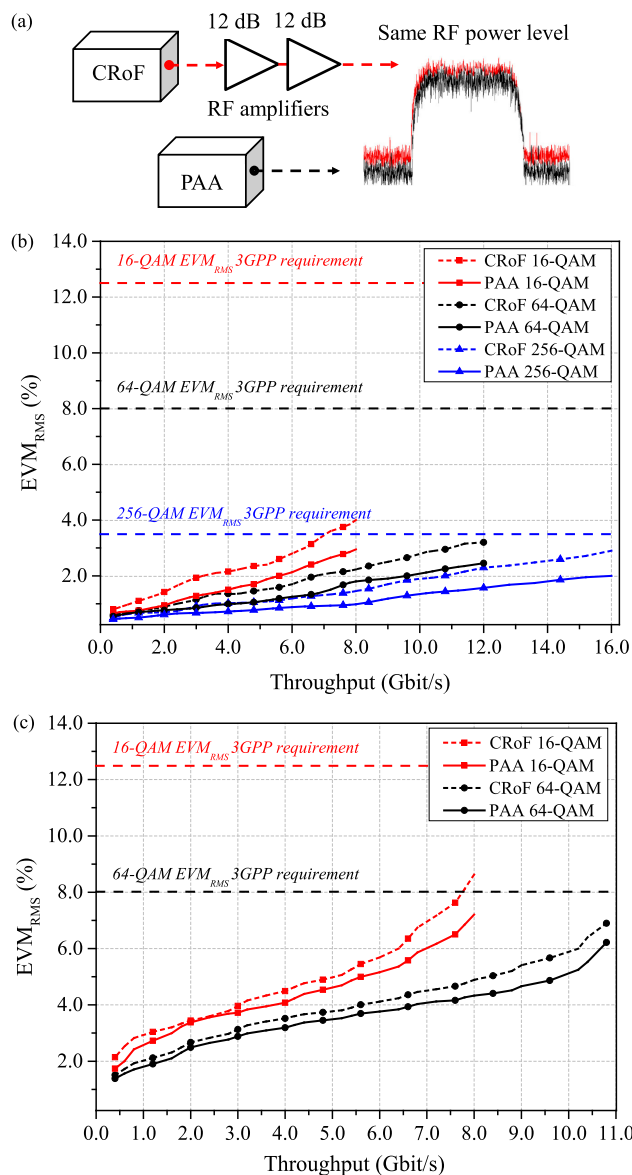 (a)
12 dB 12 dB
Same RF power level
CRoF
RF amplifiers
PAA
(b)
14.0
12.0
10.0
8.0
6.0
4.0
2.0
EVM_RMS (%)
16-QAM EVM_RMS 3GPP requirement
64-QAM EVM_RMS 3GPP requirement
256-QAM EVM_RMS 3GPP requirement
CRoF 16-QAM
PAA 16-QAM
CRoF 64-QAM
PAA 64-QAM
CRoF 256-QAM
PAA 256-QAM
0.0 2.0 4.0 6.0 8.0 10.0 12.0 14.0 16.0
Throughput (Gbit/s)
(c)
14.0
12.0
10.0
8.0
6.0
4.0
2.0
EVM_RMS (%)
16-QAM EVM_RMS 3GPP requirement
64-QAM EVM_RMS 3GPP requirement
CRoF 16-QAM
PAA 16-QAM
CRoF 64-QAM
PAA 64-QAM
0.0 1.0 2.0 3.0 4.0 5.0 6.0 7.0 8.0 9.0 10.0 11.0
Throughput (Gbit/s)